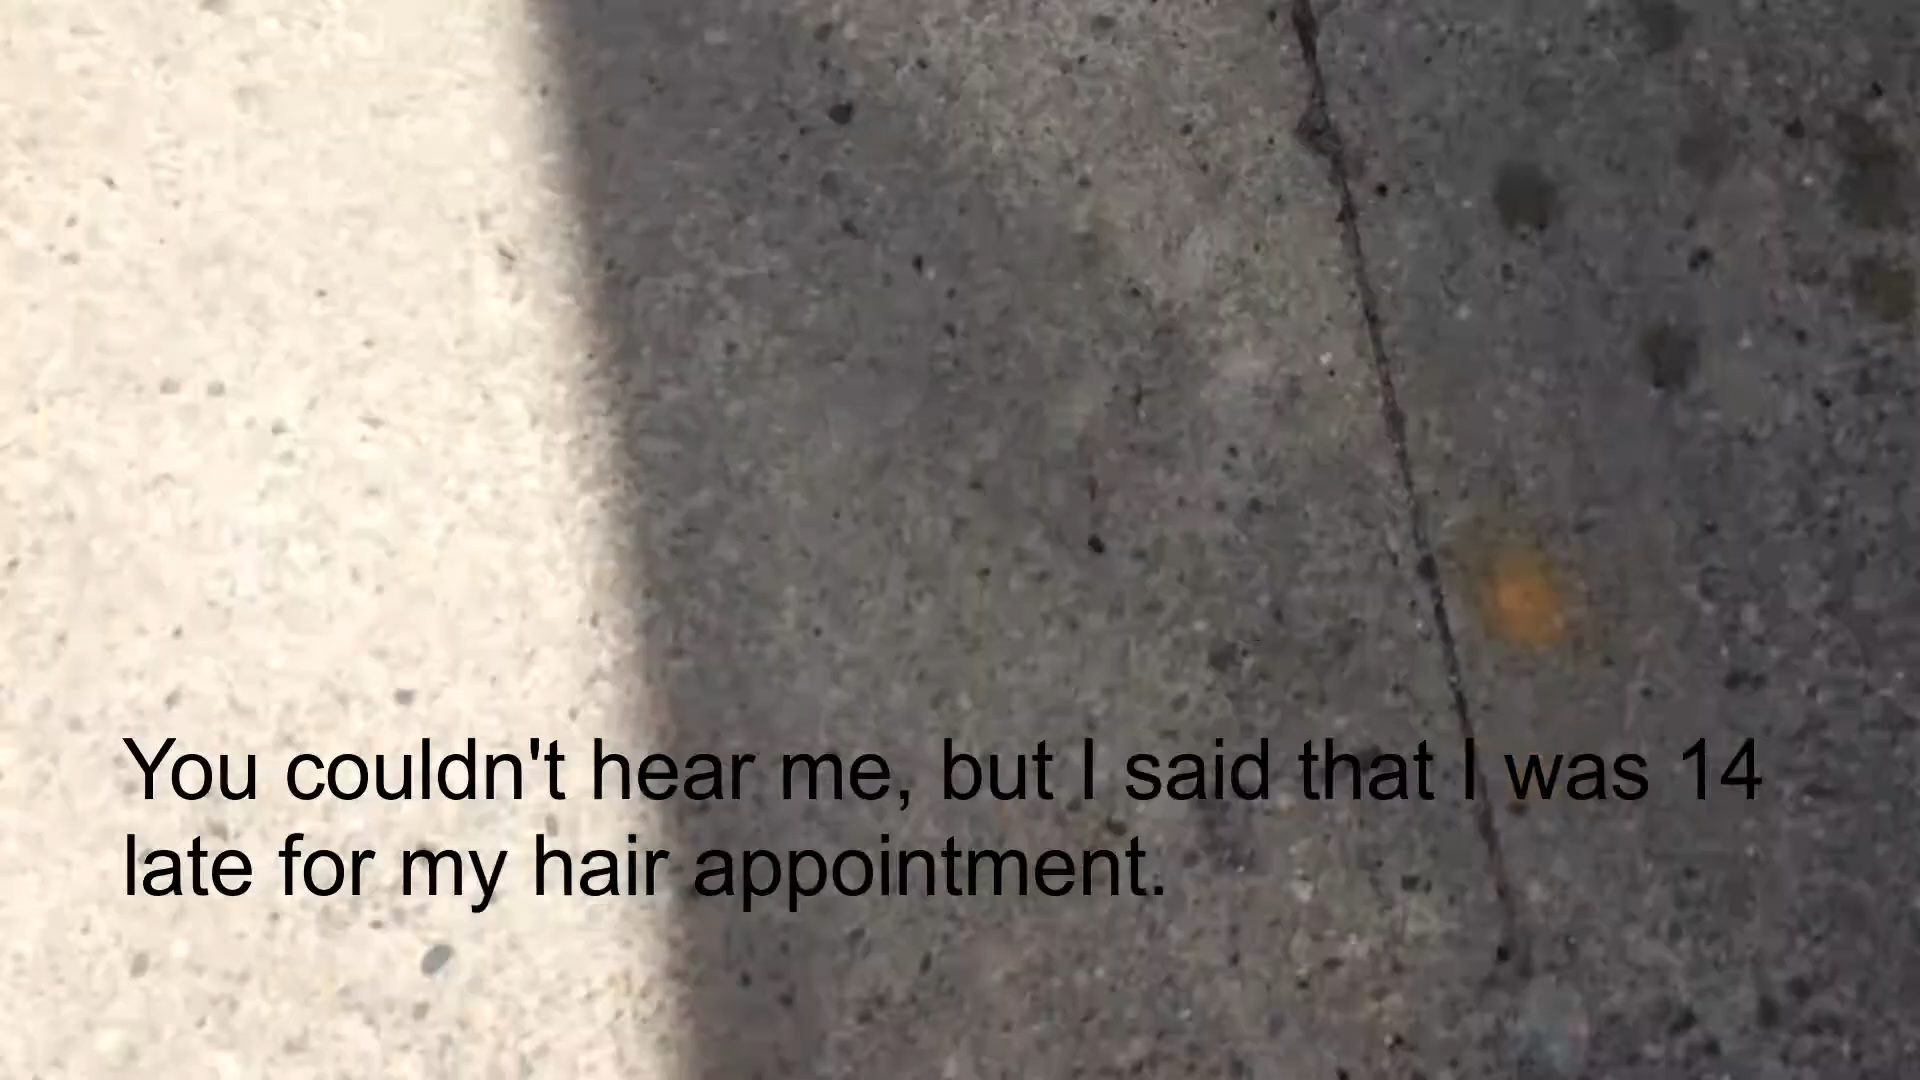 You couldn't hear me, but I said that I was 14
late for my hair appointment.